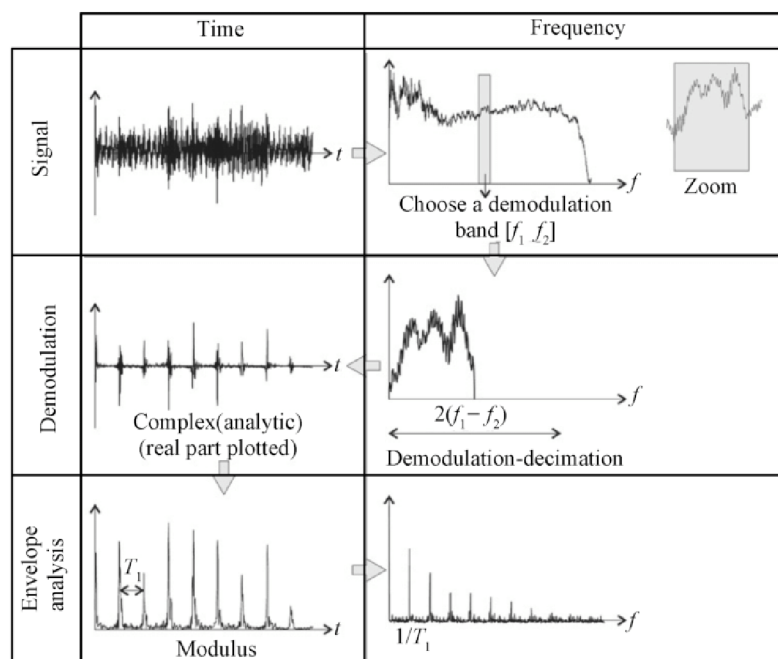 Time
Frequency
Signal
t
f
Choose a demodulation
band [f₁ f₂]
Zoom
Demodulation
t
Complex(analytic)
(real part plotted)
f
2(f₁− f₂)
Demodulation-decimation
Envelope
analysis
T₁
t
Modulus
f
1/T₁